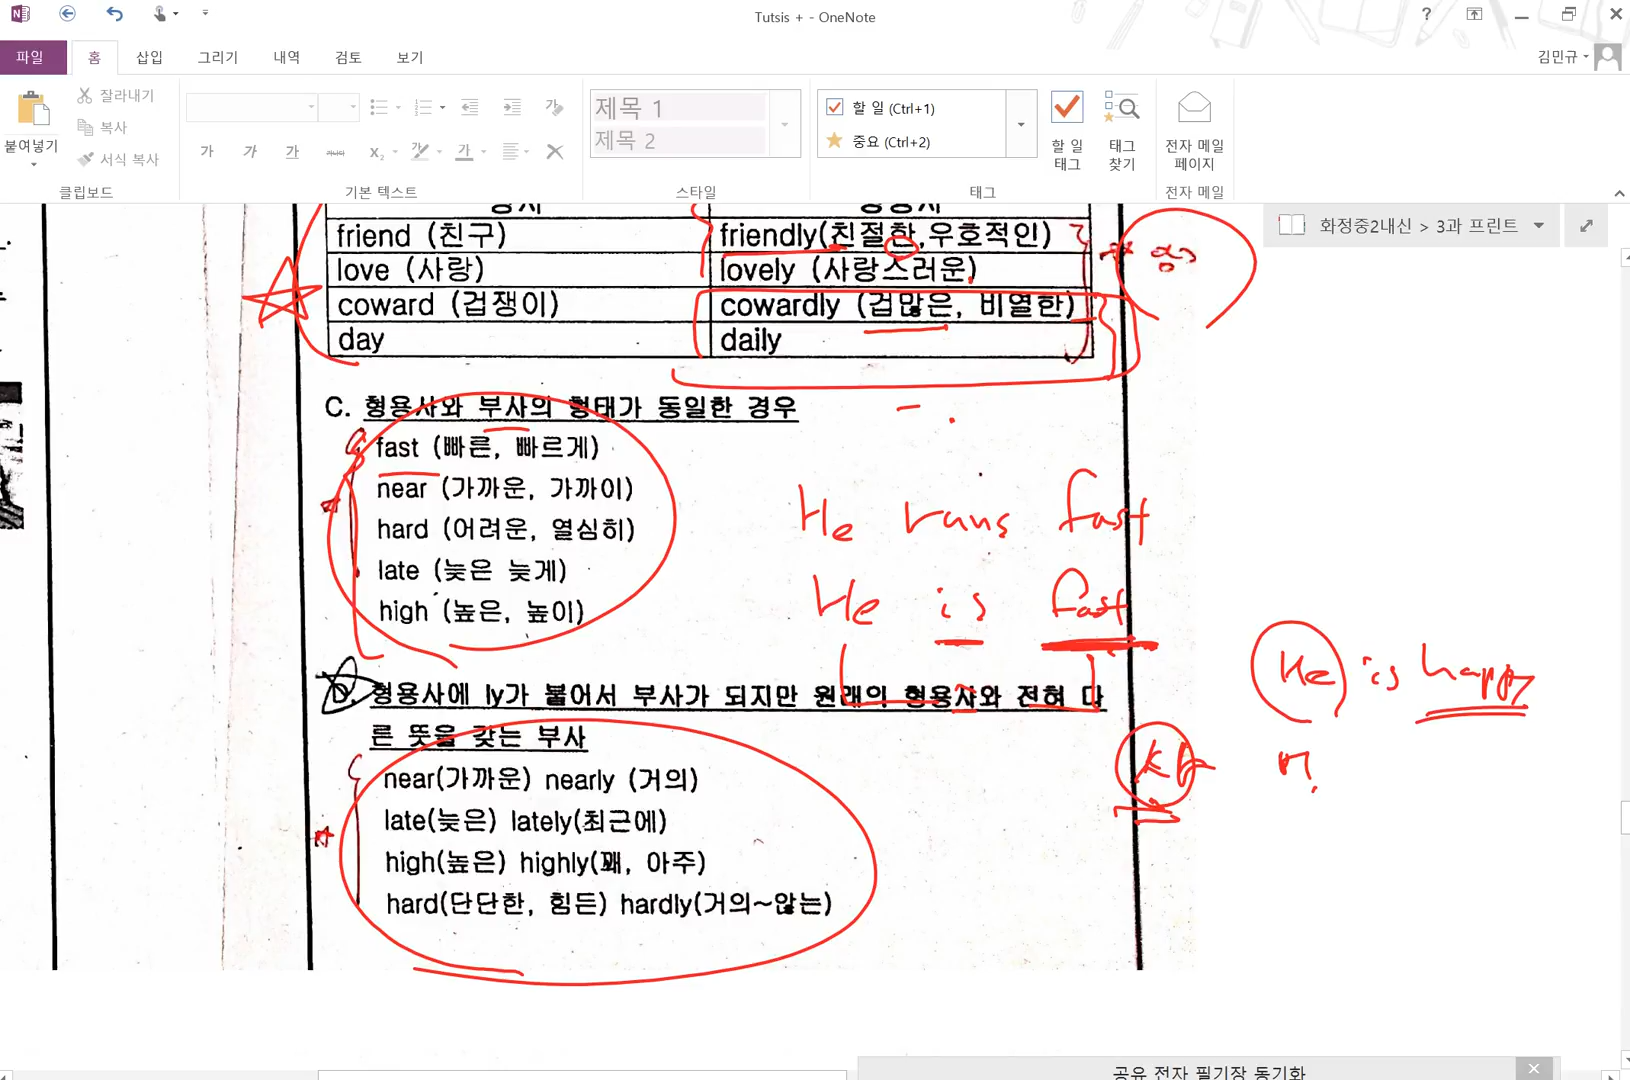 Tutsis + - OneNote
?
파일 홈 삽입 그리기 내역 검토 보기
김민규
붙여넣기
잘라내기
복사
서식 복사
클립보드
가 가 가 가나다
x₂ 가 가
기본 텍스트
제목 1
제목 2
스타일
할 일 (Ctrl+1)
중요 (Ctrl+2)
할 일
태그
태그
찾기
태그
전자 메일
페이지
전자 메일
화정중2내신 > 3과 프린트
friend (친구) friendly(친절한,우호적인)
love (사랑) lovely (사랑스러운)
coward (겁쟁이) cowardly (겁많은, 비열한)
day daily
C. 형용사와 부사의 형태가 동일한 경우
fast (빠른, 빠르게)
near (가까운, 가까이)
hard (어려운, 열심히)
late (늦은 늦게)
high (높은, 높이)
He runs fast
He is fast
He is happy
D. 형용사에 ly가 붙어서 부사가 되지만 원래의 형용사와 전혀 다
른 뜻을 갖는 부사
near(가까운) nearly (거의)
late(늦은) lately(최근에)
high(높은) highly(꽤, 아주)
hard(단단한, 힘든) hardly(거의~않는)
공유 전자 필기장 동기화